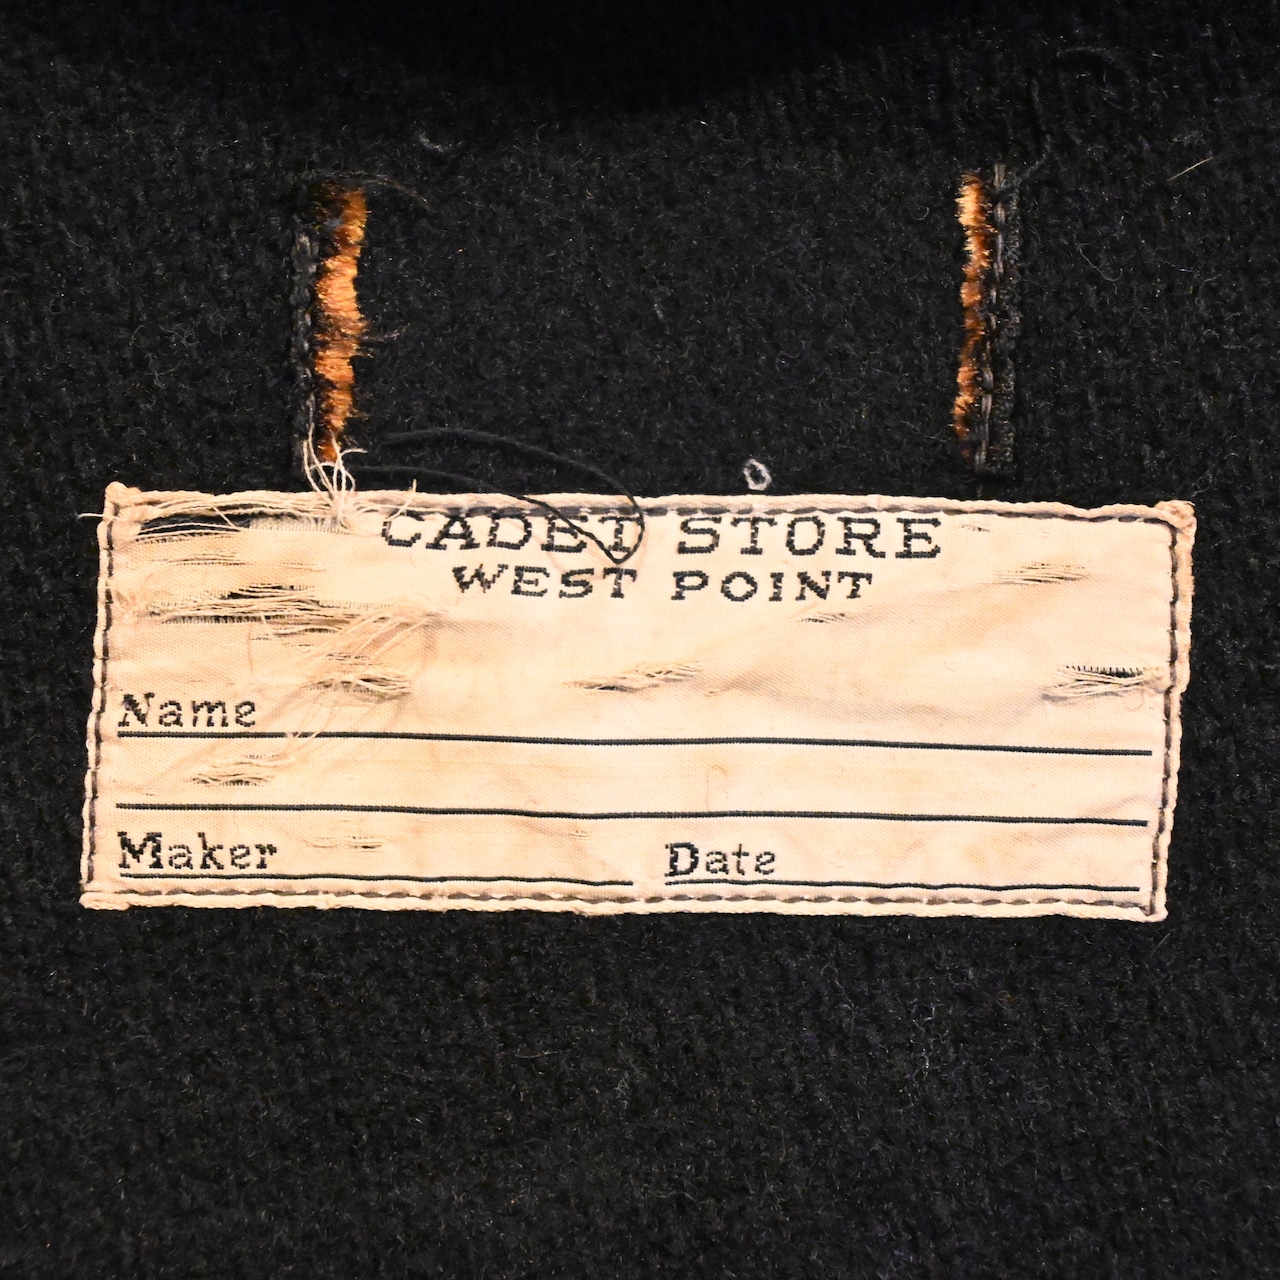 CADET STORE
WEST POINT
Name
Maker Date